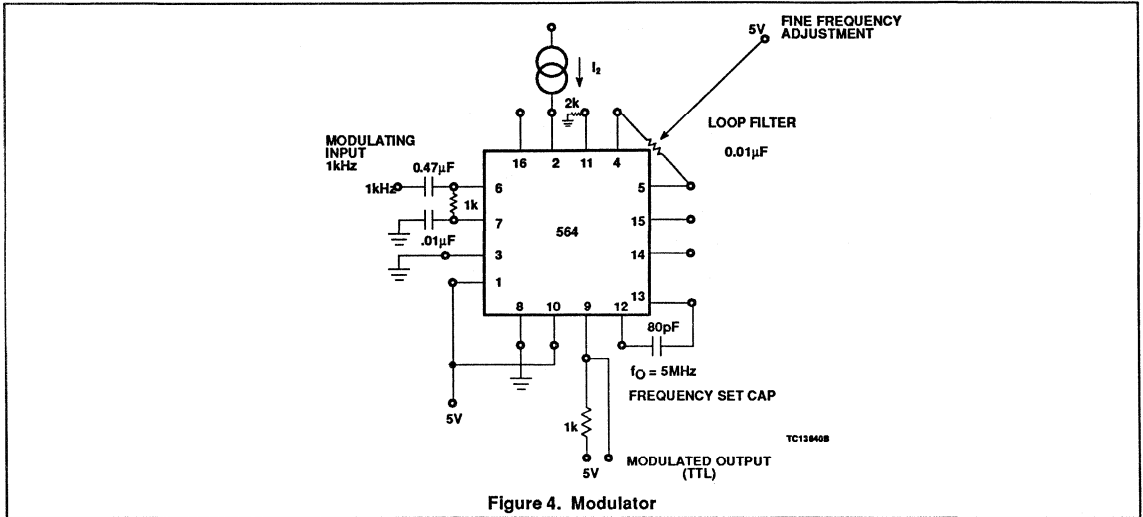 FINE FREQUENCY
ADJUSTMENT
5V
I2
2k
LOOP FILTER
0.01µF
MODULATING
INPUT
1kHz
0.47µF
1kHz
1k
.01µF
16
2
11
4
6
7
3
1
564
5
15
14
13
8
10
9
12
80pF
fO = 5MHz
FREQUENCY SET CAP
5V
1k
5V
MODULATED OUTPUT
(TTL)
TC13640B
Figure 4. Modulator